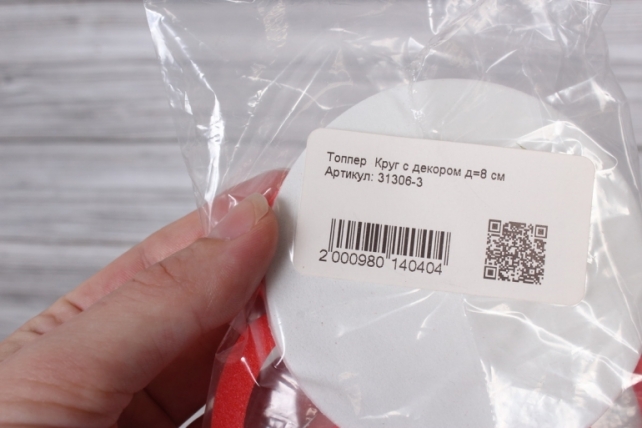 Топпер Круг с декором д=8 см
Артикул: 31306-3
2 000980 140404